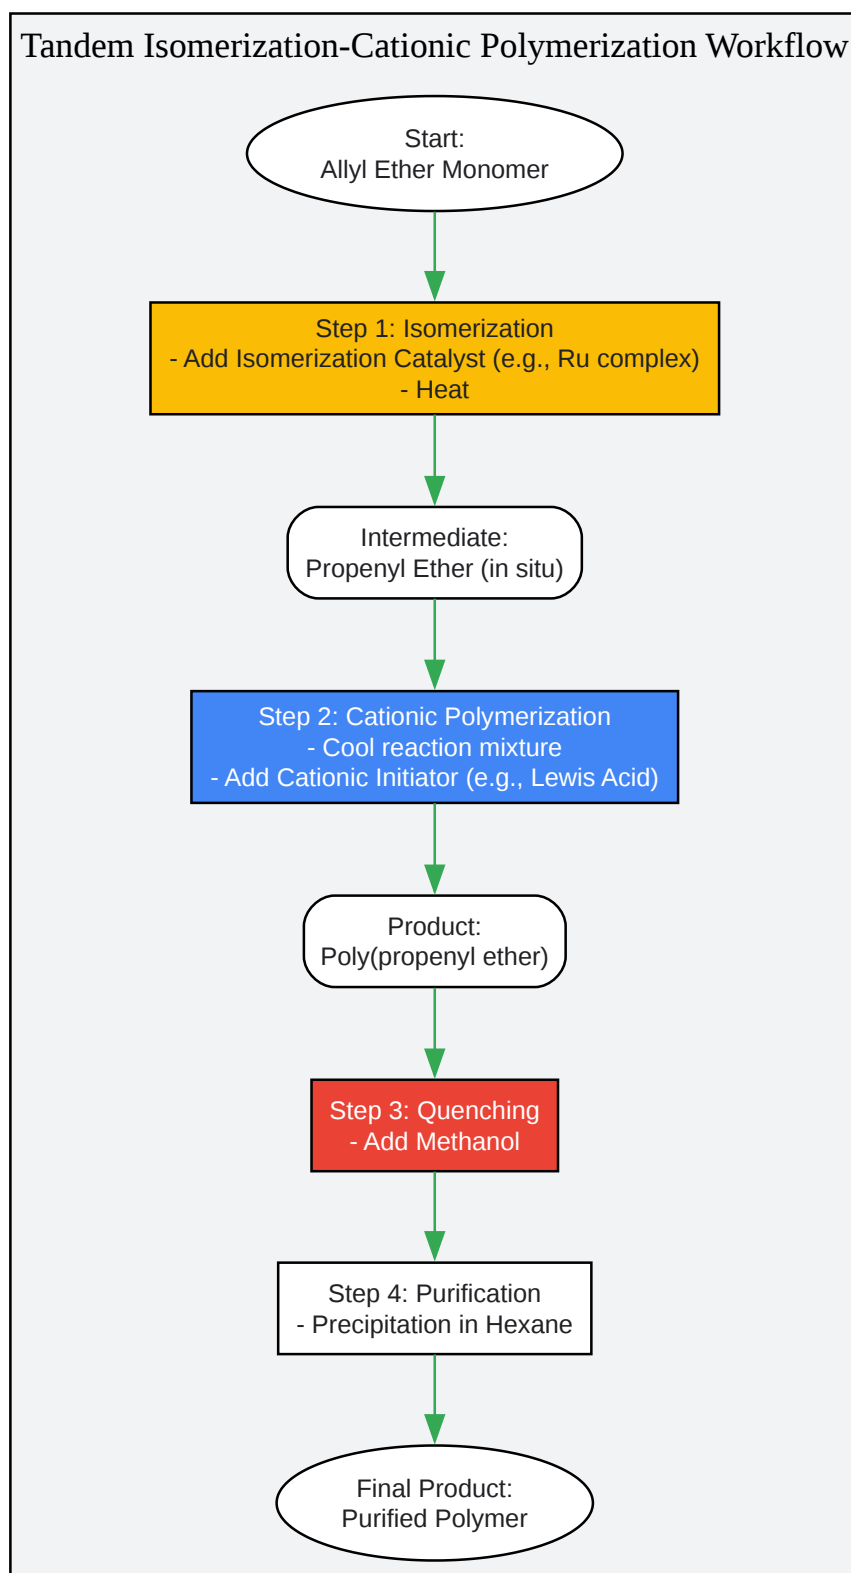 Tandem Isomerization-Cationic Polymerization Workflow
Start:
Allyl Ether Monomer
Step 1: Isomerization
- Add Isomerization Catalyst (e.g., Ru complex)
- Heat
Intermediate:
Propenyl Ether (in situ)
Step 2: Cationic Polymerization
- Cool reaction mixture
- Add Cationic Initiator (e.g., Lewis Acid)
Product:
Poly(propenyl ether)
Step 3: Quenching
- Add Methanol
Step 4: Purification
- Precipitation in Hexane
Final Product:
Purified Polymer